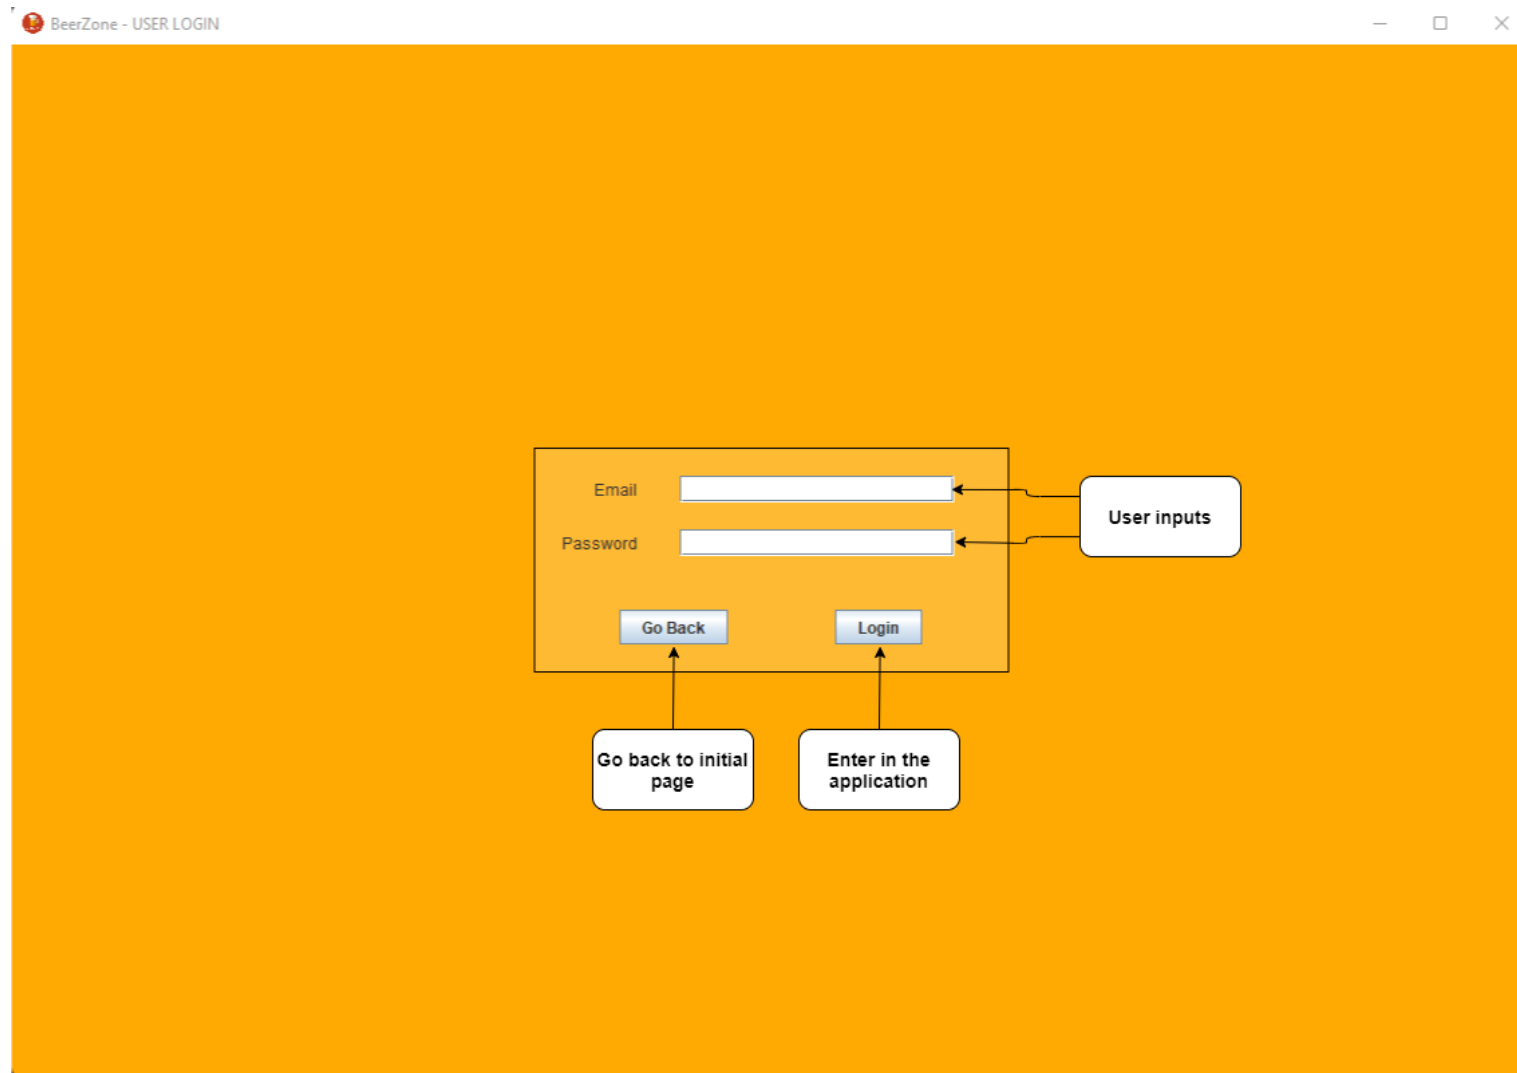 BeerZone - USER LOGIN
Email
User inputs
Password
Go Back
Login
Go back to initial
page
Enter in the
application